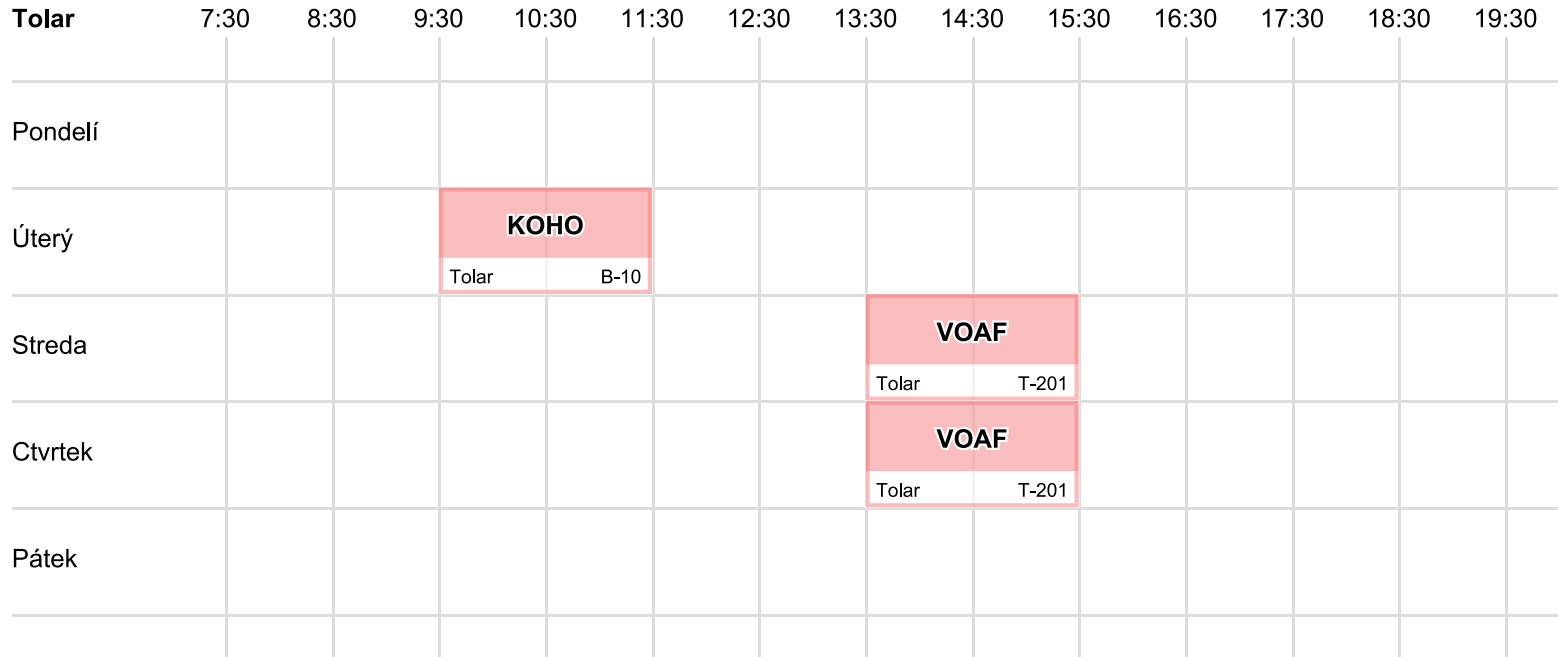 Tolar 7:30 8:30 9:30 10:30 11:30 12:30 13:30 14:30 15:30 16:30 17:30 18:30 19:30
Pondelí
Úterý
KOHO
Tolar B-10
Streda
VOAF
Tolar T-201
Ctvrtek
VOAF
Tolar T-201
Pátek